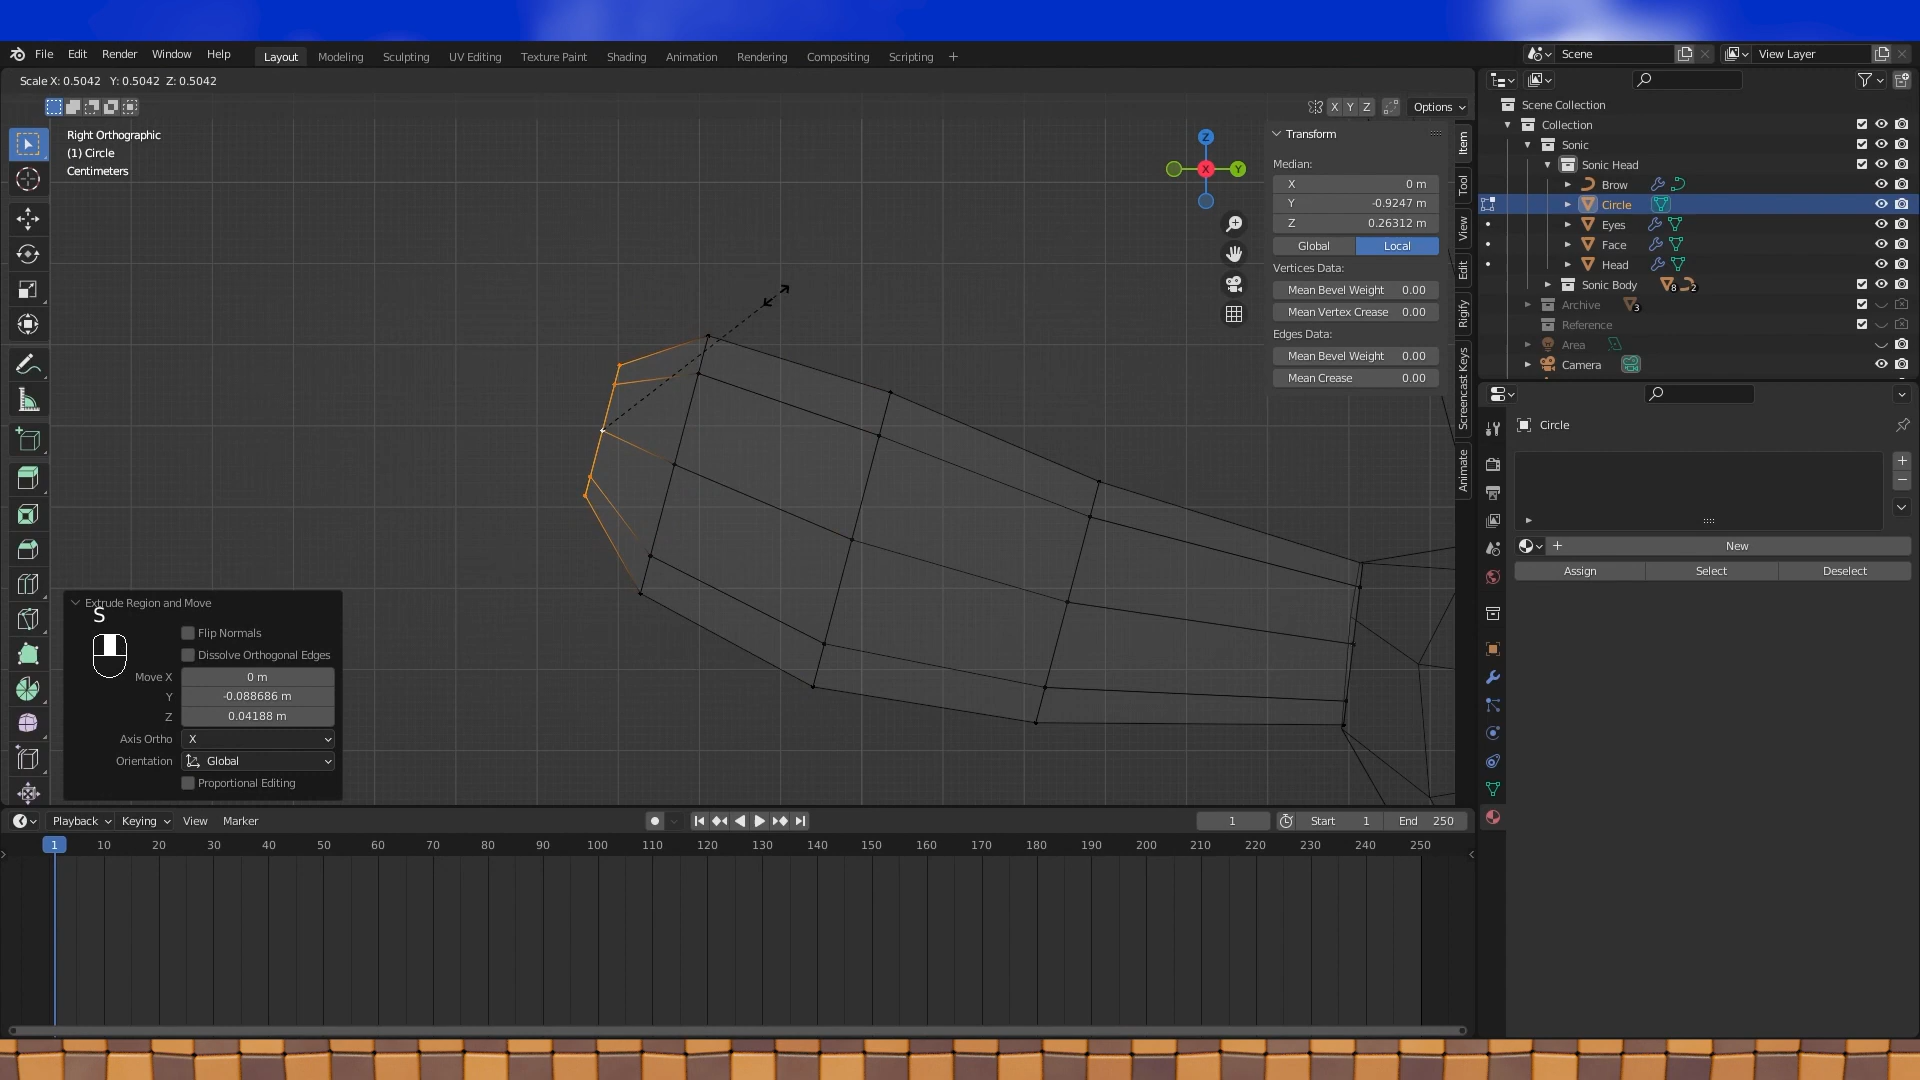 File Edit Render Window Help Layout Modeling Sculpting UV Editing Texture Paint Shading Animation Rendering Compositing Scripting + Scene View Layer
Scale X: 0.5042 Y: 0.5042 Z: 0.5042
X Y Z Options
Right Orthographic
(1) Circle
Centimeters
Z
X
Y
Transform
Median:
X 0 m
Y -0.9247 m
Z 0.26312 m
Global Local
Vertices Data:
Mean Bevel Weight 0.00
Mean Vertex Crease 0.00
Edges Data:
Mean Bevel Weight 0.00
Mean Crease 0.00
Item
Tool
View
Edit
Rigify
Screencast Keys
Animate
Scene Collection
Collection
Sonic
Sonic Head
Brow
Circle
Eyes
Face
Head
Sonic Body 8 2
Archive 3
Reference
Area
Camera
Circle
+ New
Assign Select Deselect
Extrude Region and Move
S
Flip Normals
Dissolve Orthogonal Edges
Move X 0 m
Y -0.088686 m
Z 0.04188 m
Axis Ortho X
Orientation Global
Proportional Editing
Playback Keying View Marker 1 Start 1 End 250
1 10 20 30 40 50 60 70 80 90 100 110 120 130 140 150 160 170 180 190 200 210 220 230 240 250